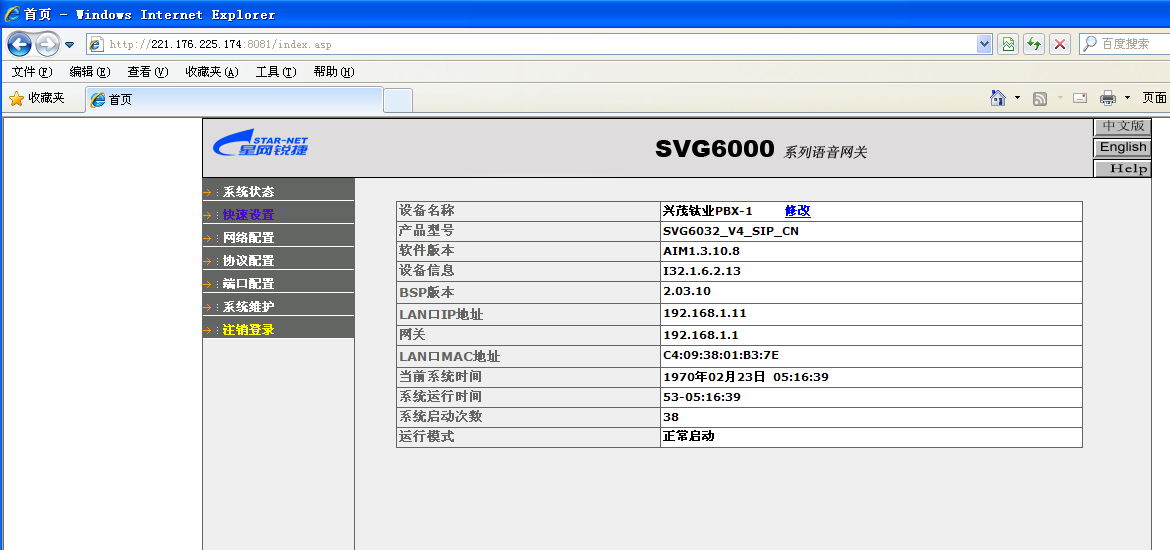 首页 - Windows Internet Explorer
http://221.176.225.174:8081/index.asp
百度搜索
文件(F) 编辑(E) 查看(V) 收藏夹(A) 工具(T) 帮助(H)
收藏夹 首页 页面
STAR-NET
星网锐捷
SVG6000 系列语音网关
中文版
English
Help
: 系统状态
: 快速设置
: 网络配置
: 协议配置
: 端口配置
: 系统维护
: 注销登录
设备名称 兴茂钛业PBX-1 修改
产品型号 SVG6032_V4_SIP_CN
软件版本 AIM1.3.10.8
设备信息 I32.1.6.2.13
BSP版本 2.03.10
LAN口IP地址 192.168.1.11
网关 192.168.1.1
LAN口MAC地址 C4:09:38:01:B3:7E
当前系统时间 1970年02月23日 05:16:39
系统运行时间 53-05:16:39
系统启动次数 38
运行模式 正常启动